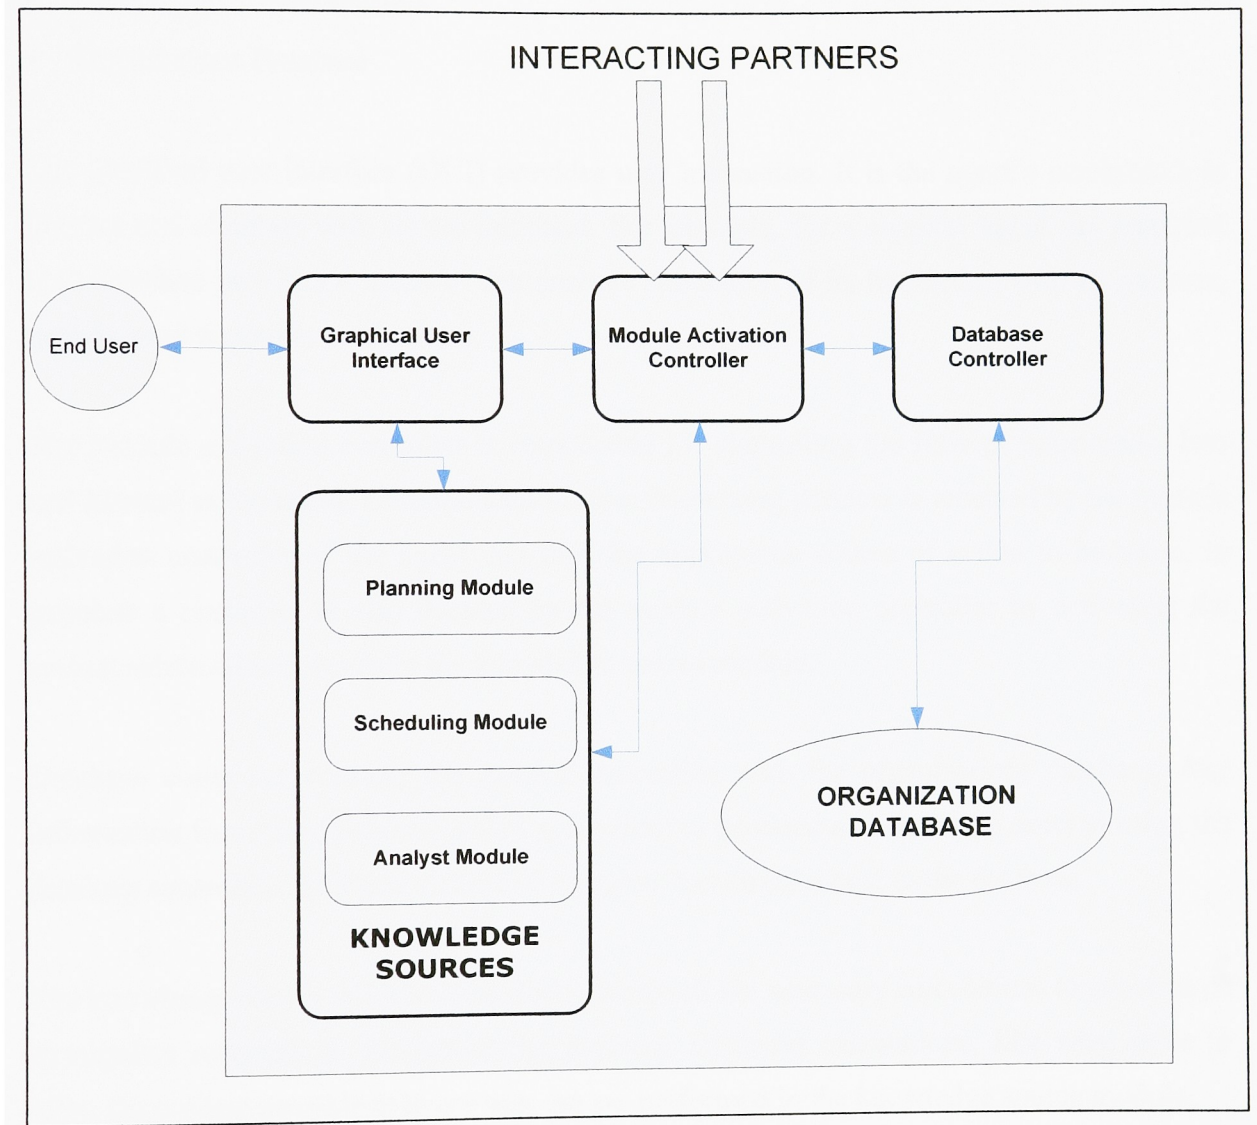 INTERACTING PARTNERS
End User
Graphical User
Interface
Module Activation
Controller
Database
Controller
Planning Module
Scheduling Module
Analyst Module
KNOWLEDGE
SOURCES
ORGANIZATION
DATABASE